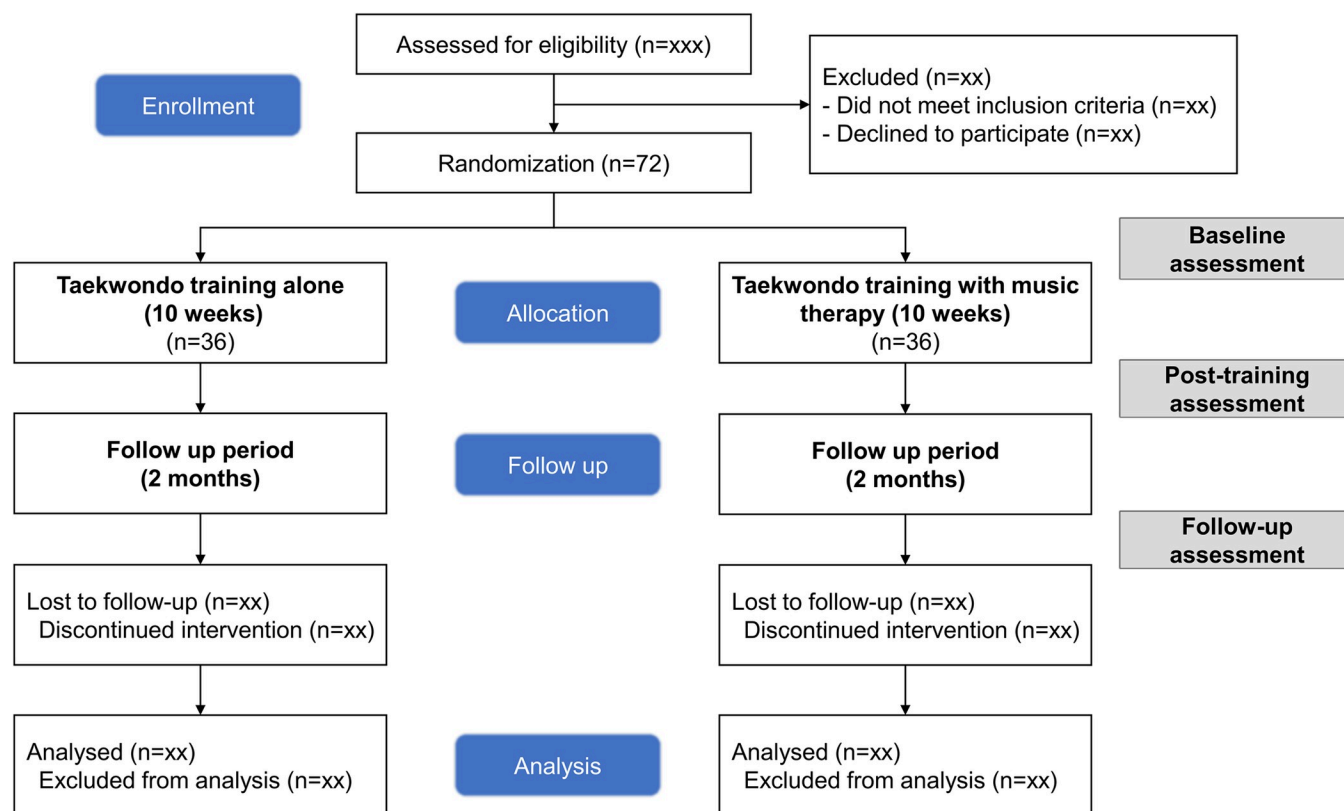 Assessed for eligibility (n=xxx)
Enrollment
Excluded (n=xx)
- Did not meet inclusion criteria (n=xx)
- Declined to participate (n=xx)
Randomization (n=72)
Baseline
assessment
Taekwondo training alone
(10 weeks)
(n=36)
Allocation
Taekwondo training with music
therapy (10 weeks)
(n=36)
Post-training
assessment
Follow up period
(2 months)
Follow up
Follow up period
(2 months)
Follow-up
assessment
Lost to follow-up (n=xx)
Discontinued intervention (n=xx)
Lost to follow-up (n=xx)
Discontinued intervention (n=xx)
Analysed (n=xx)
Excluded from analysis (n=xx)
Analysis
Analysed (n=xx)
Excluded from analysis (n=xx)